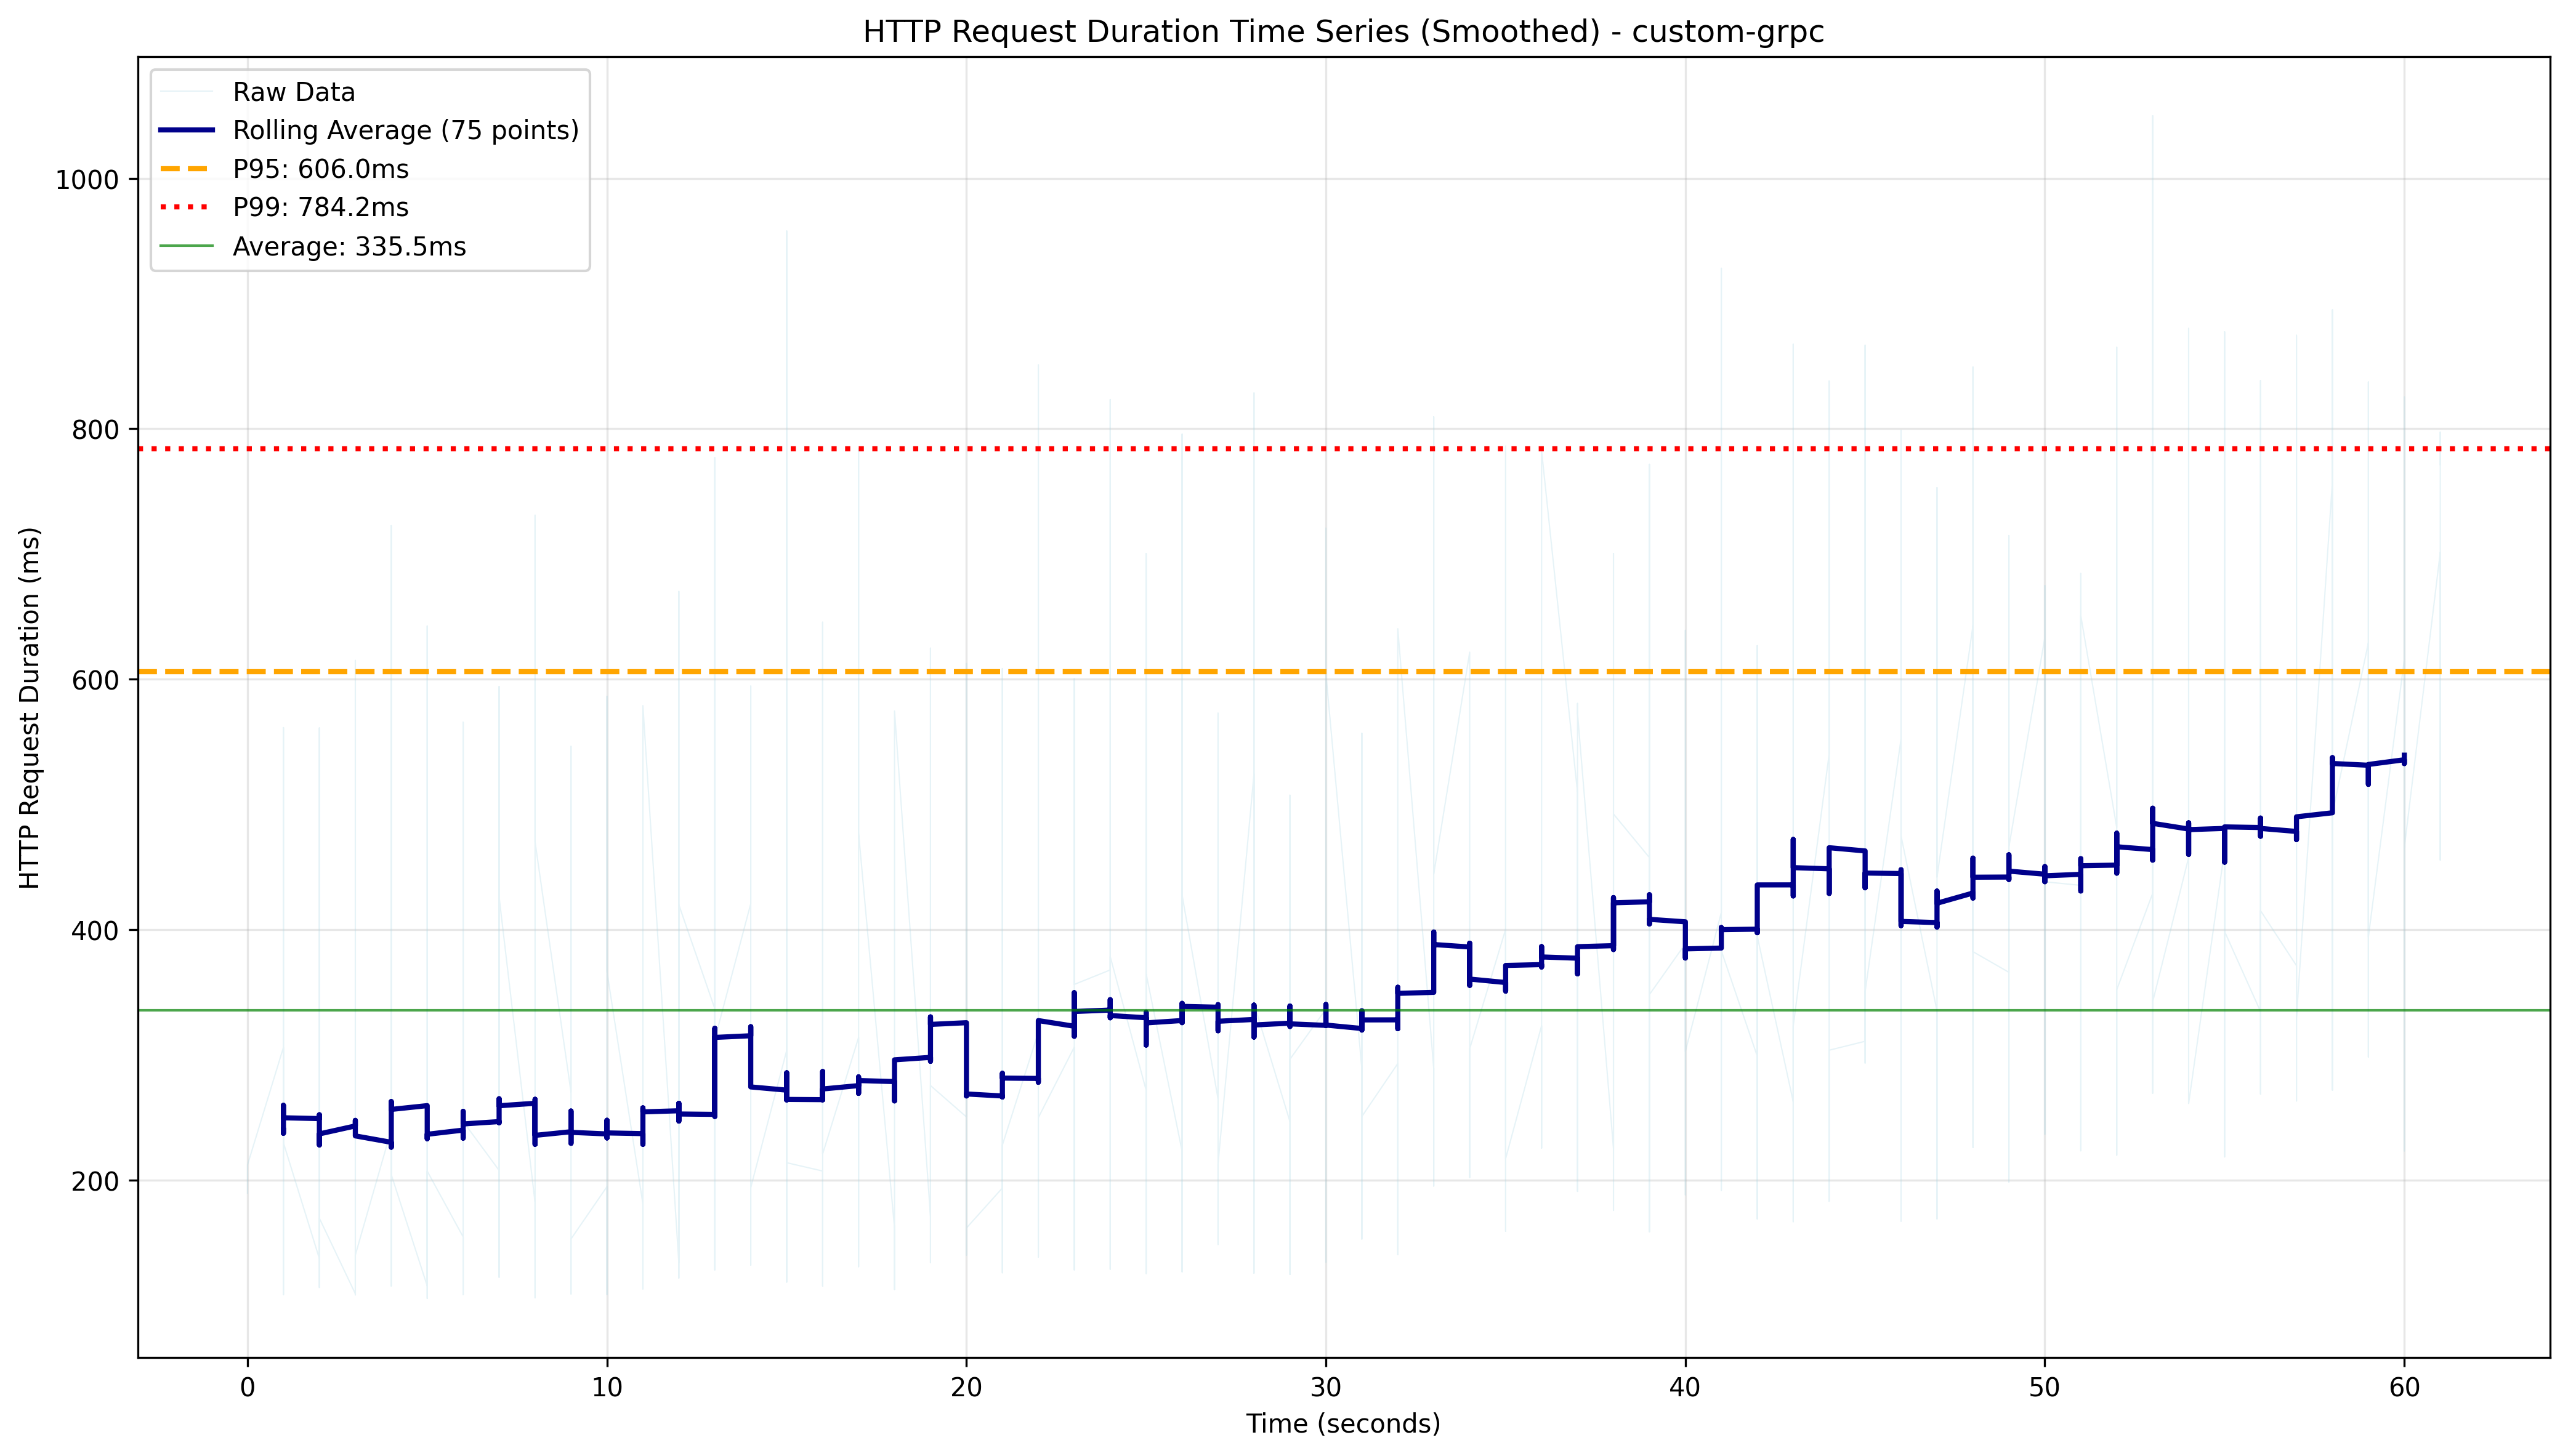 HTTP Request Duration Time Series (Smoothed) - custom-grpc
Raw Data
Rolling Average (75 points)
P95: 606.0ms
P99: 784.2ms
Average: 335.5ms
HTTP Request Duration (ms)
1000
800
600
400
200
0
10
20
30
40
50
60
Time (seconds)